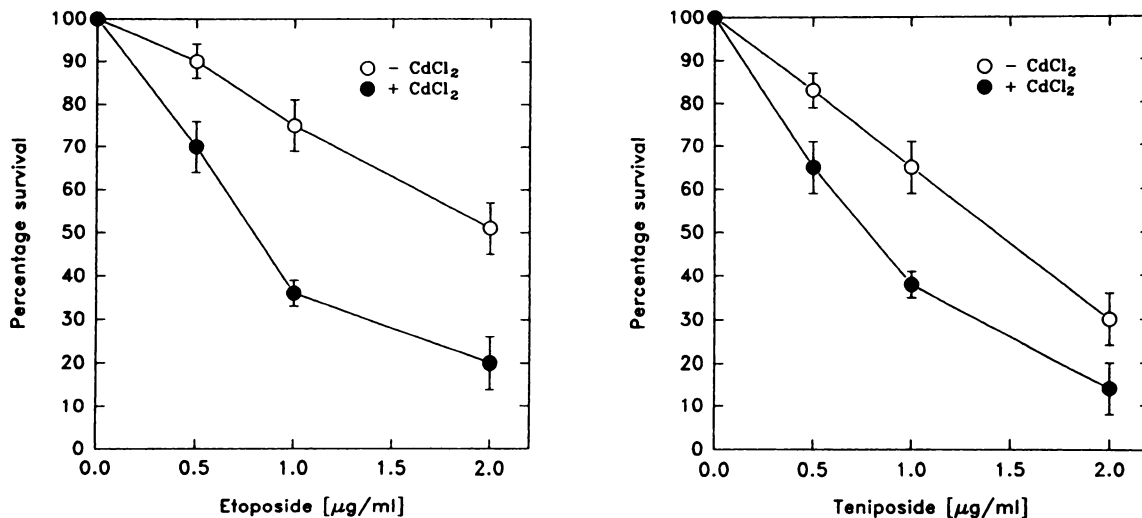 Percentage survival
100
90
80
70
60
50
40
30
20
10
0
○ - CdCl₂
● + CdCl₂
0.0 0.5 1.0 1.5 2.0
Etoposide [μg/ml]
Percentage survival
100
90
80
70
60
50
40
30
20
10
0
○ - CdCl₂
● + CdCl₂
0.0 0.5 1.0 1.5 2.0
Teniposide [μg/ml]